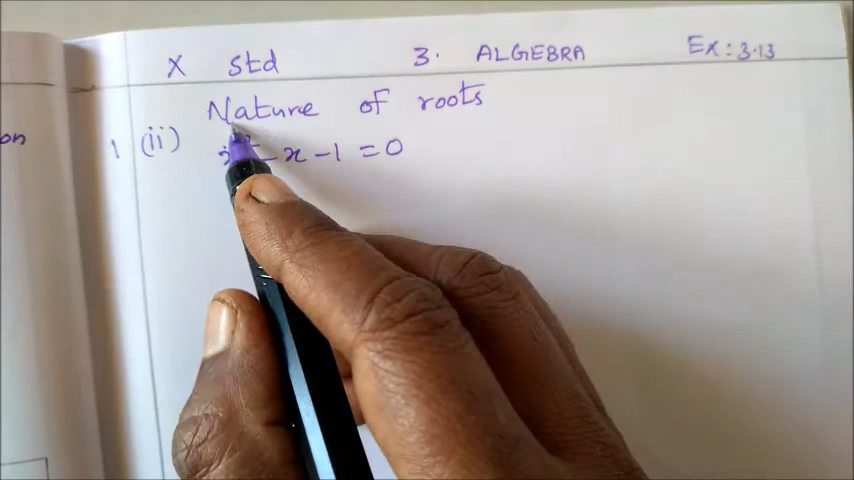 X std 3. ALGEBRA Ex: 3.13
Nature of roots
on
1 (ii) - x - 1 = 0